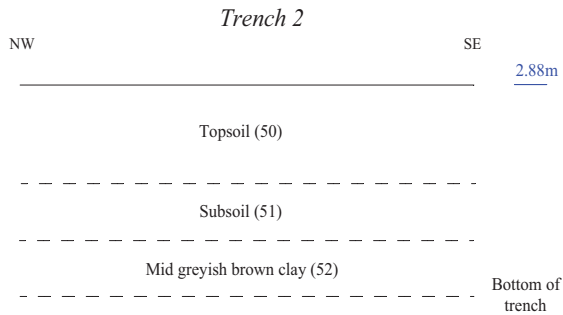 Trench 2
NW
SE
2.88m
Topsoil (50)
Subsoil (51)
Mid greyish brown clay (52)
Bottom of
trench